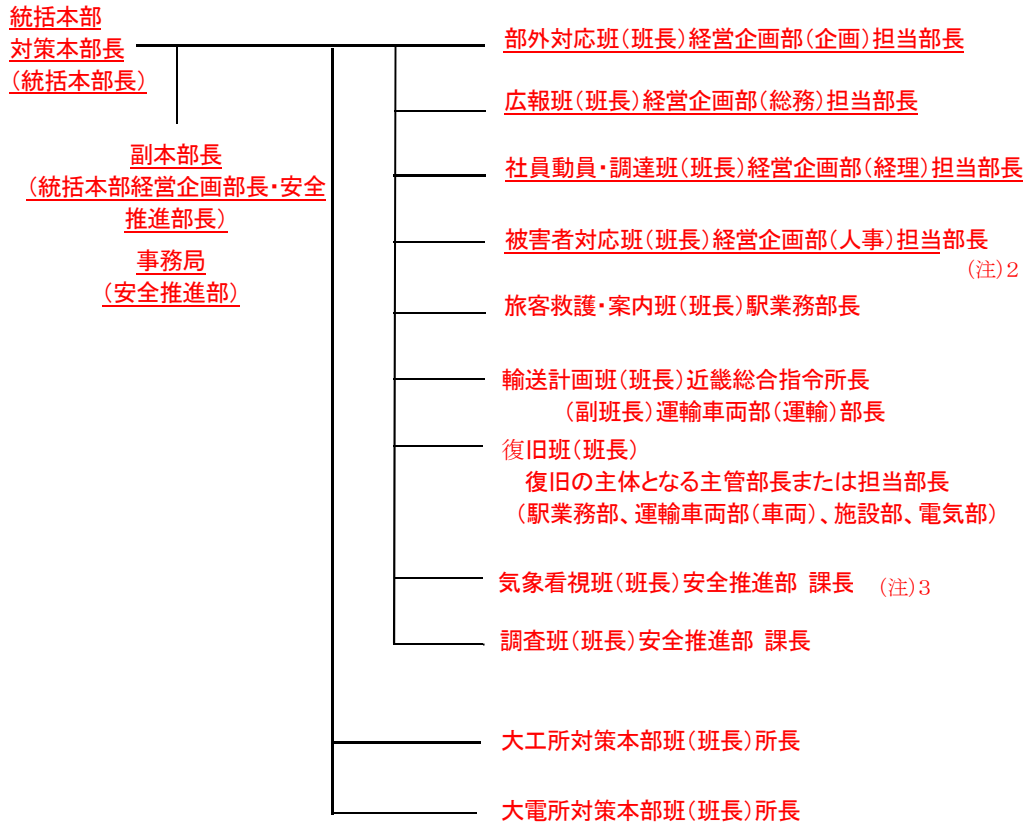 統括本部
対策本部長
(統括本部長)
副本部長
(統括本部経営企画部長・安全
推進部長)
事務局
(安全推進部)
部外対応班(班長)経営企画部(企画)担当部長
広報班(班長)経営企画部(総務)担当部長
社員動員・調達班(班長)経営企画部(経理)担当部長
被害者対応班(班長)経営企画部(人事)担当部長
(注)2
旅客救護・案内班(班長)駅業務部長
輸送計画班(班長)近畿総合指令所長
(副班長)運輸車両部(運輸)部長
復旧班(班長)
復旧の主体となる主管部長または担当部長
(駅業務部、運輸車両部(車両)、施設部、電気部)
気象看視班(班長)安全推進部 課長 (注)3
調査班(班長)安全推進部 課長
大工所対策本部班(班長)所長
大電所対策本部班(班長)所長